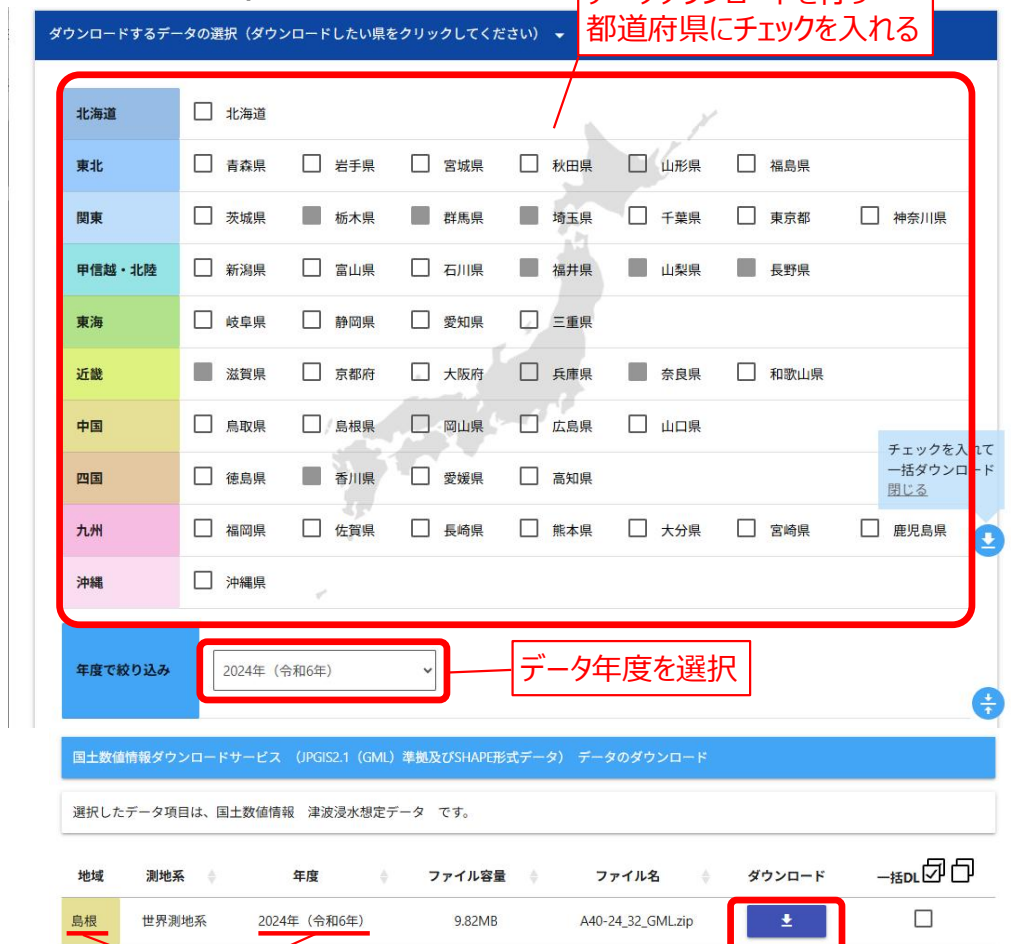 都道府県にチェックを入れる
ダウンロードするデータの選択（ダウンロードしたい県をクリックしてください）
北海道 北海道
東北 青森県 岩手県 宮城県 秋田県 山形県 福島県
関東 茨城県 栃木県 群馬県 埼玉県 千葉県 東京都 神奈川県
甲信越・北陸 新潟県 富山県 石川県 福井県 山梨県 長野県
東海 岐阜県 静岡県 愛知県 三重県
近畿 滋賀県 京都府 大阪府 兵庫県 奈良県 和歌山県
中国 鳥取県 島根県 岡山県 広島県 山口県
四国 徳島県 香川県 愛媛県 高知県
九州 福岡県 佐賀県 長崎県 熊本県 大分県 宮崎県 鹿児島県
沖縄 沖縄県
チェックを入れて
一括ダウンロード
閉じる
年度で絞り込み 2024年（令和6年）
データ年度を選択
国土数値情報ダウンロードサービス （JPGIS2.1（GML）準拠及びSHAPE形式データ） データのダウンロード
選択したデータ項目は、国土数値情報 津波浸水想定データ です。
地域 測地系 年度 ファイル容量 ファイル名 ダウンロード 一括DL
島根 世界測地系 2024年（令和6年） 9.82MB A40-24_32_GML.zip